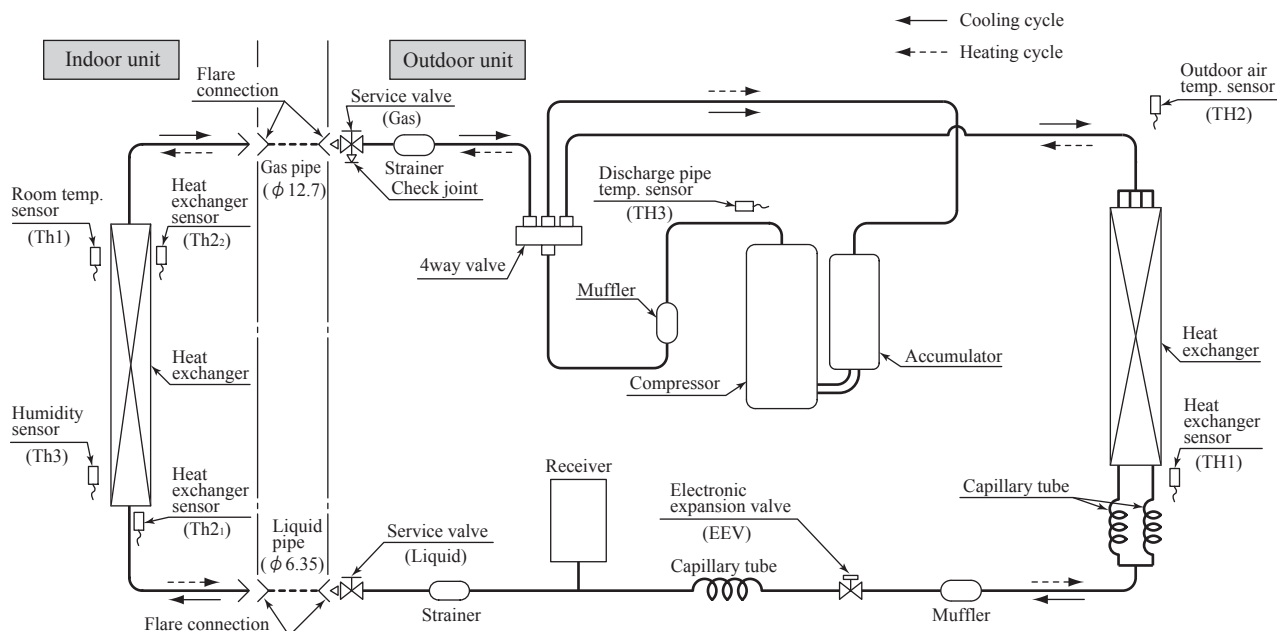 Cooling cycle
Heating cycle
Indoor unit
Outdoor unit
Flare
connection
Service valve
(Gas)
Outdoor air
temp. sensor
(TH2)
Gas pipe
(ϕ 12.7)
Strainer
Check joint
Discharge pipe
temp. sensor
(TH3)
Room temp.
sensor
(Th1)
Heat
exchanger
sensor
(Th2₂)
4way valve
Muffler
Heat
exchanger
Compressor
Accumulator
Heat
exchanger
Humidity
sensor
(Th3)
Heat
exchanger
sensor
(Th2₁)
Liquid
pipe
(ϕ 6.35)
Service valve
(Liquid)
Receiver
Electronic
expansion valve
(EEV)
Capillary tube
Heat
exchanger
sensor
(TH1)
Capillary tube
Flare connection
Strainer
Muffler